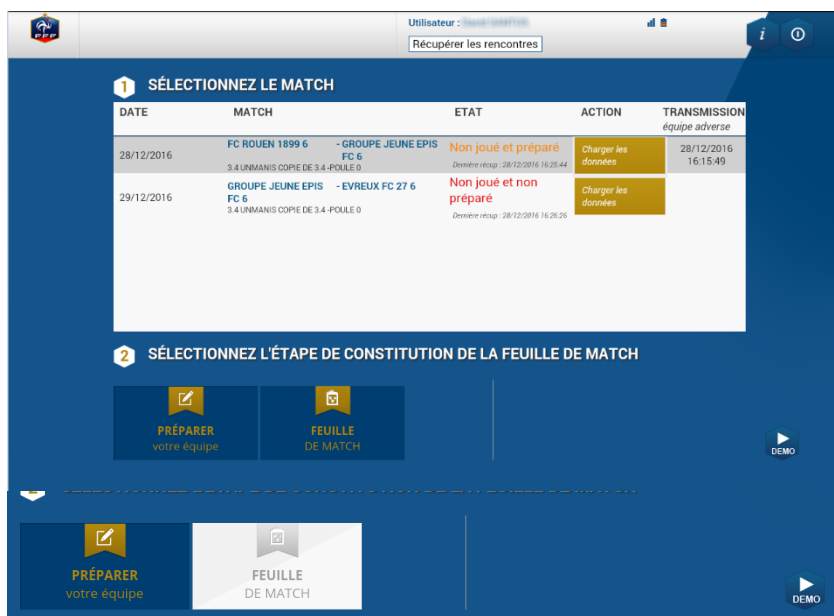 FFF
Utilisateur :
Récupérer les rencontres
i
1 SÉLECTIONNEZ LE MATCH
DATE MATCH ETAT ACTION TRANSMISSION
équipe adverse
28/12/2016
FC ROUEN 1899 6 - GROUPE JEUNE EPIS FC 6
3.4 UNMANIS COPIE DE 3.4 -POULE 0
Non joué et préparé
Dernière récup : 28/12/2016 16:25:44
Charger les données
28/12/2016
16:15:49
29/12/2016
GROUPE JEUNE EPIS FC 6 - EVREUX FC 27 6
3.4 UNMANIS COPIE DE 3.4 -POULE 0
Non joué et non préparé
Dernière récup : 28/12/2016 16:26:26
Charger les données
2 SÉLECTIONNEZ L'ÉTAPE DE CONSTITUTION DE LA FEUILLE DE MATCH
PRÉPARER
votre équipe
FEUILLE
DE MATCH
DEMO
PRÉPARER
votre équipe
FEUILLE
DE MATCH
DEMO